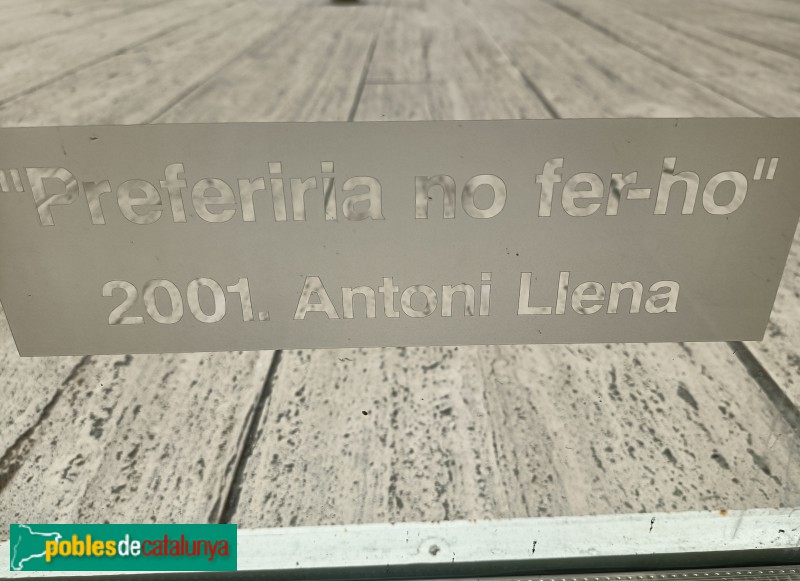 "Preferiria no fer-ho"
2001. Antoni Llena
poblesdecatalunya